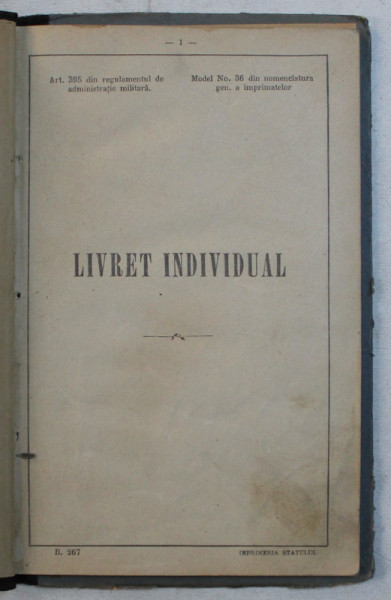 — 1 —
Art. 395 din regulamentul de
administrație militară.
Model No. 36 din nomenclatura
gen. a imprimatelor
LIVRET INDIVIDUAL
B. 267
IMPRIMERIA STATULUI.